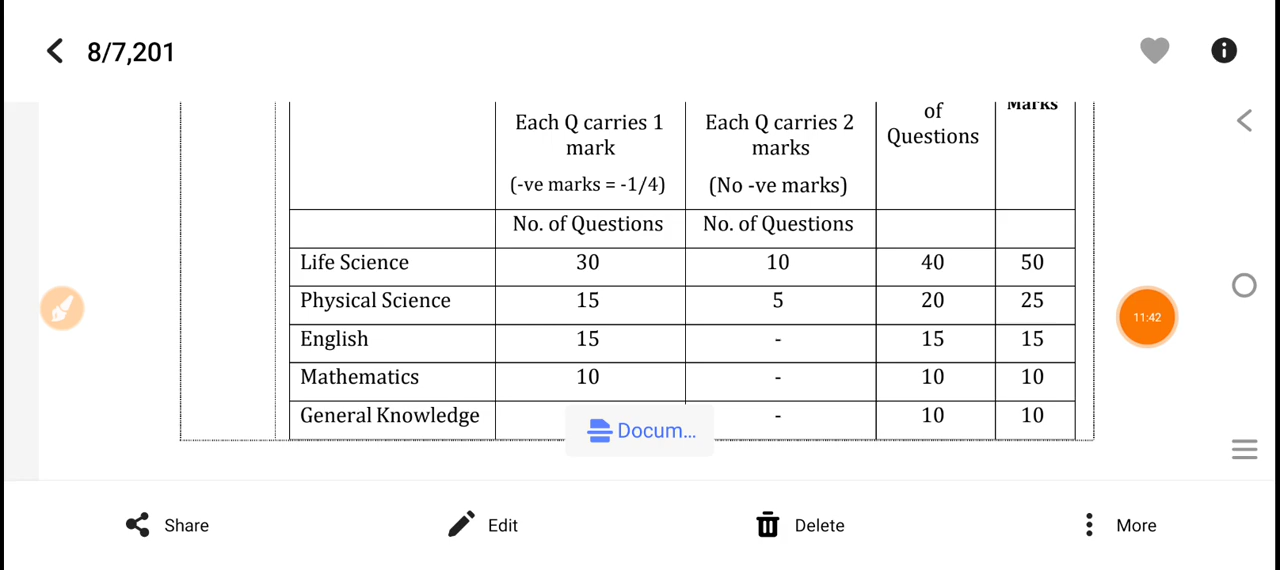 8/7,201
Each Q carries 1 mark (-ve marks = -1/4) Each Q carries 2 marks (No -ve marks) of Questions Marks
No. of Questions No. of Questions
Life Science 30 10 40 50
Physical Science 15 5 20 25
English 15 - 15 15
Mathematics 10 - 10 10
General Knowledge - 10 10
Docum...
11:42
Share Edit Delete More